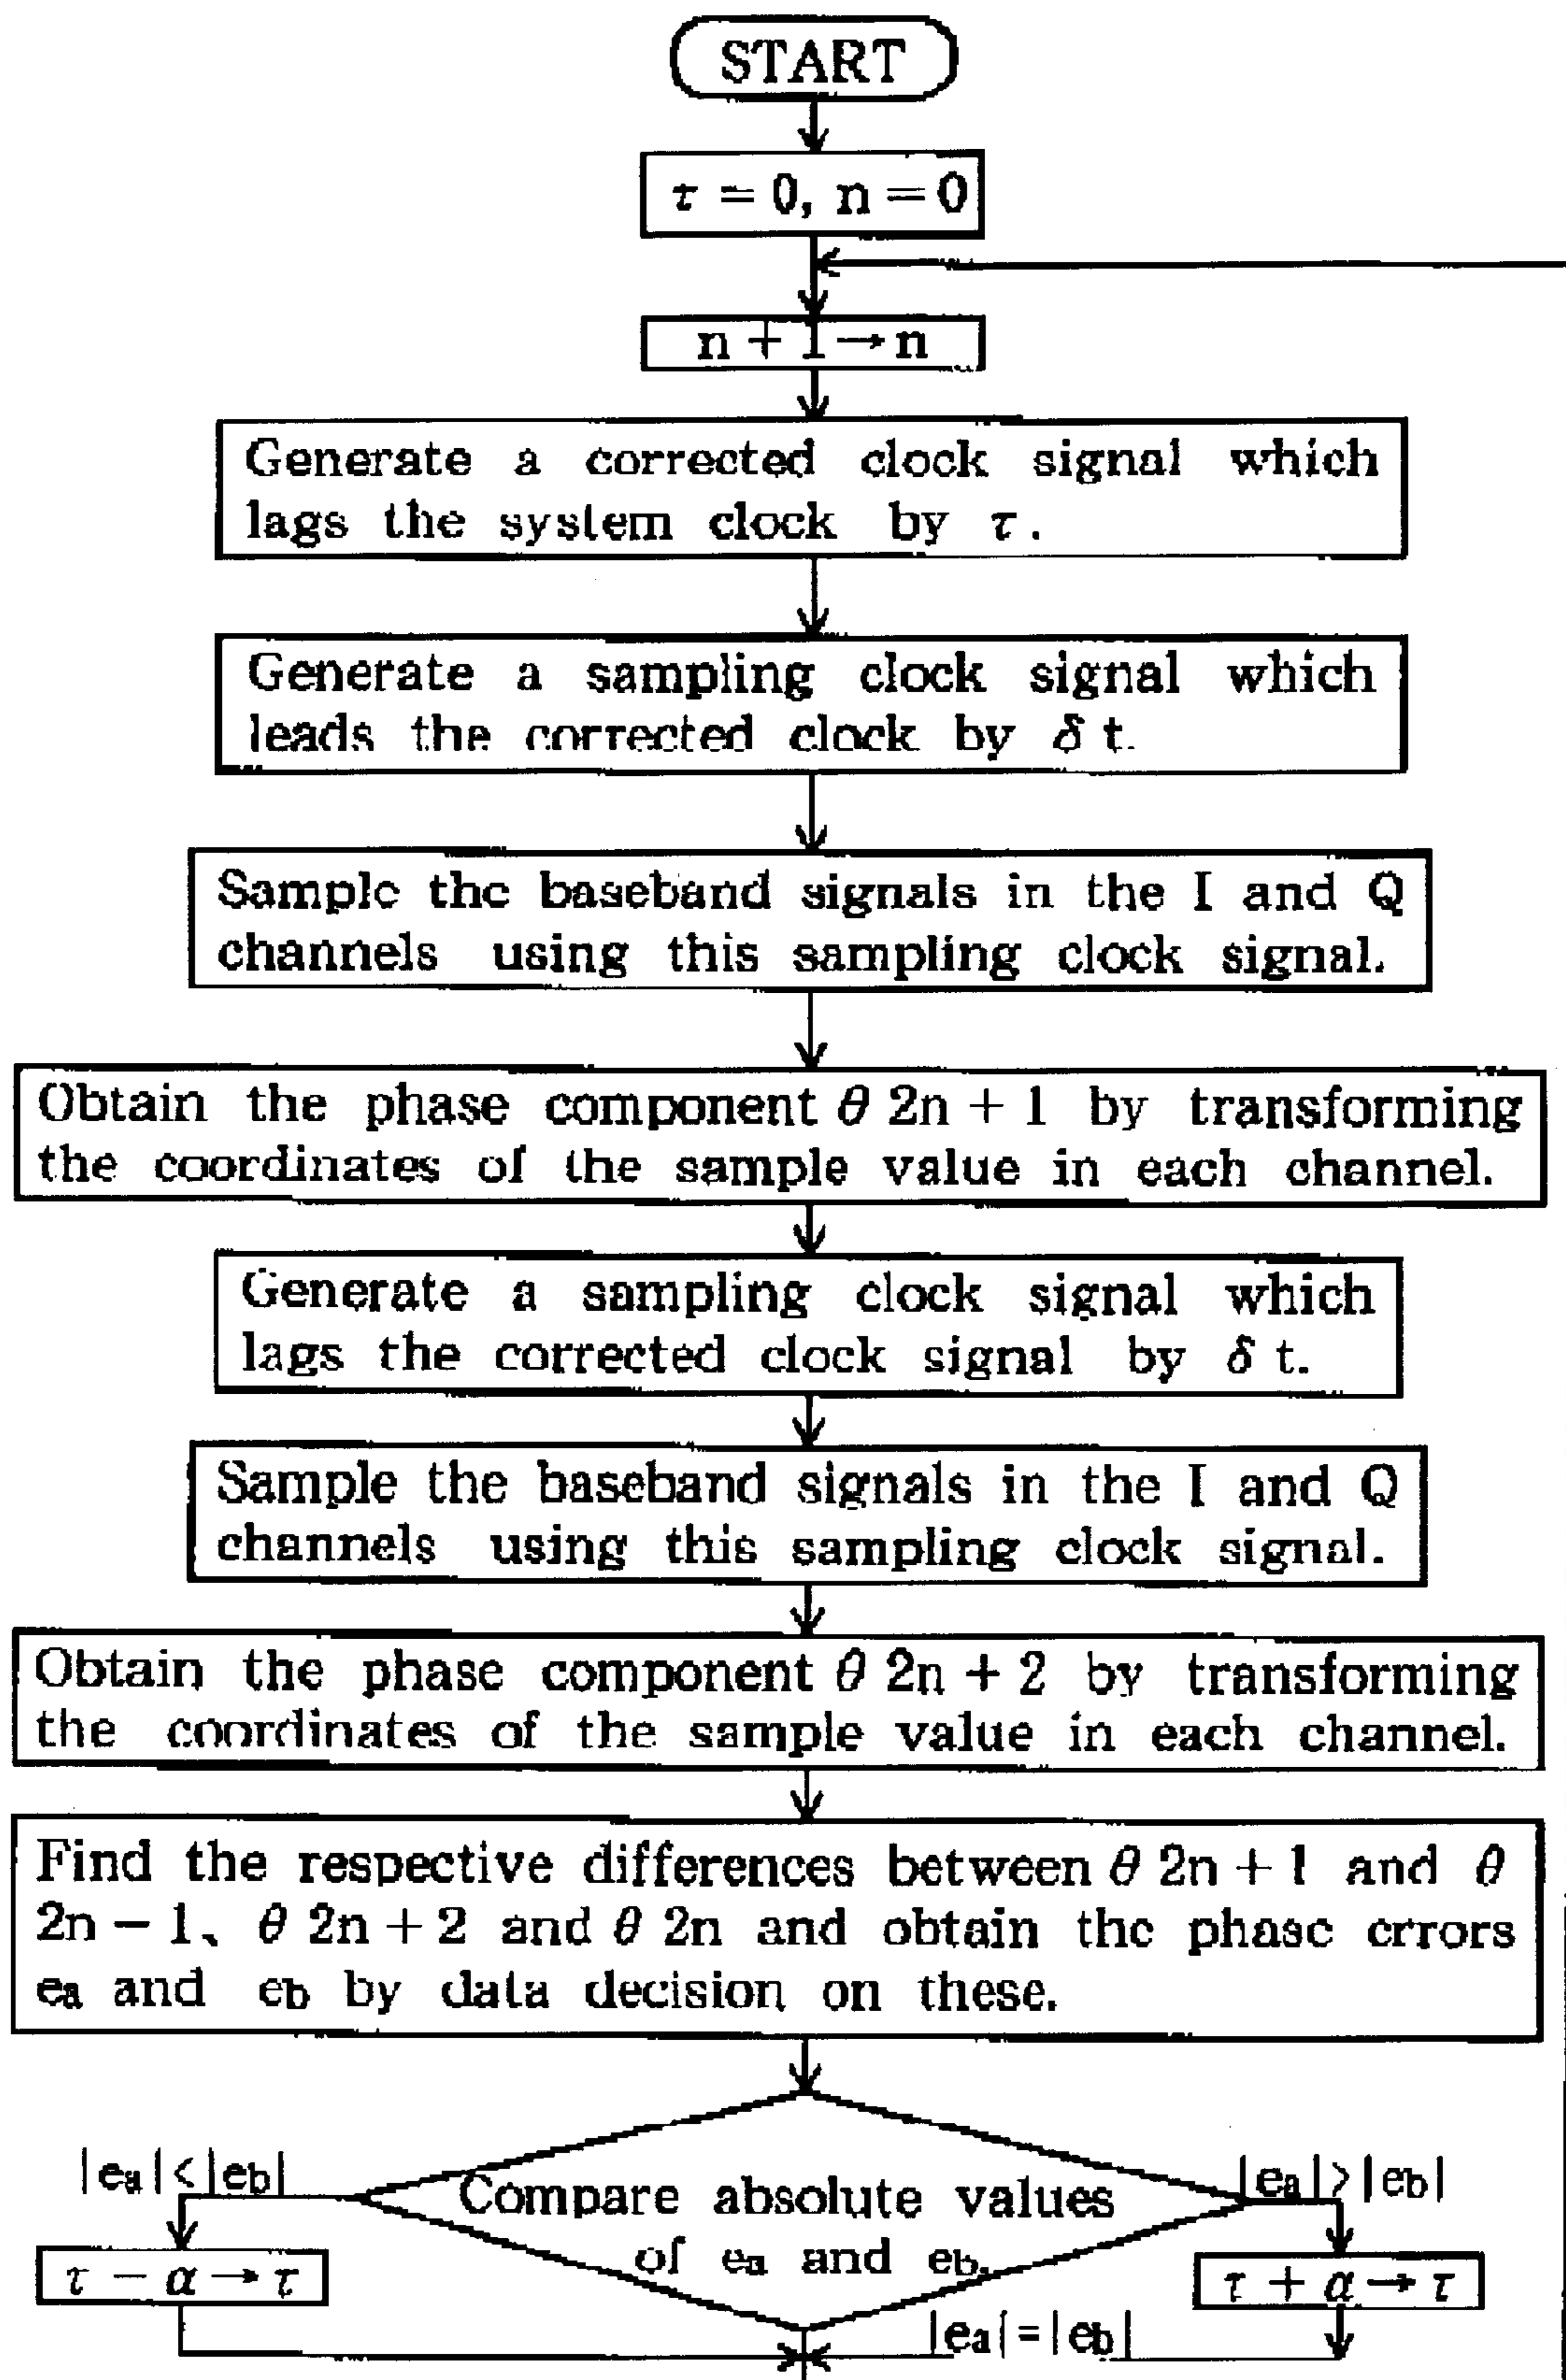 START
τ = 0, n = 0
n + 1 → n
Generate a corrected clock signal which
lags the system clock by τ.
Generate a sampling clock signal which
leads the corrected clock by δ t.
Sample the baseband signals in the I and Q
channels using this sampling clock signal.
Obtain the phase component θ 2n + 1 by transforming
the coordinates of the sample value in each channel.
Generate a sampling clock signal which
lags the corrected clock signal by δ t.
Sample the baseband signals in the I and Q
channels using this sampling clock signal.
Obtain the phase component θ 2n + 2 by transforming
the coordinates of the sample value in each channel.
Find the respective differences between θ 2n + 1 and θ
2n − 1、 θ 2n + 2 and θ 2n and obtain the phase errors
ea and eb by data decision on these.
|ea| < |eb|
Compare absolute values
of ea and eb.
|ea| > |eb|
τ − α → τ
τ + α → τ
|ea| = |eb|